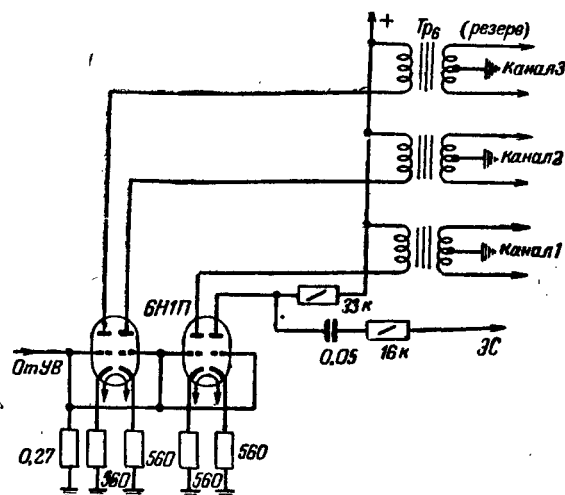 +
Тр6 (резерв)
Канал3
Канал2
Канал1
6Н1П
33к
0.05
16к
ЭС
От УВ
0,27
560
560
560
560